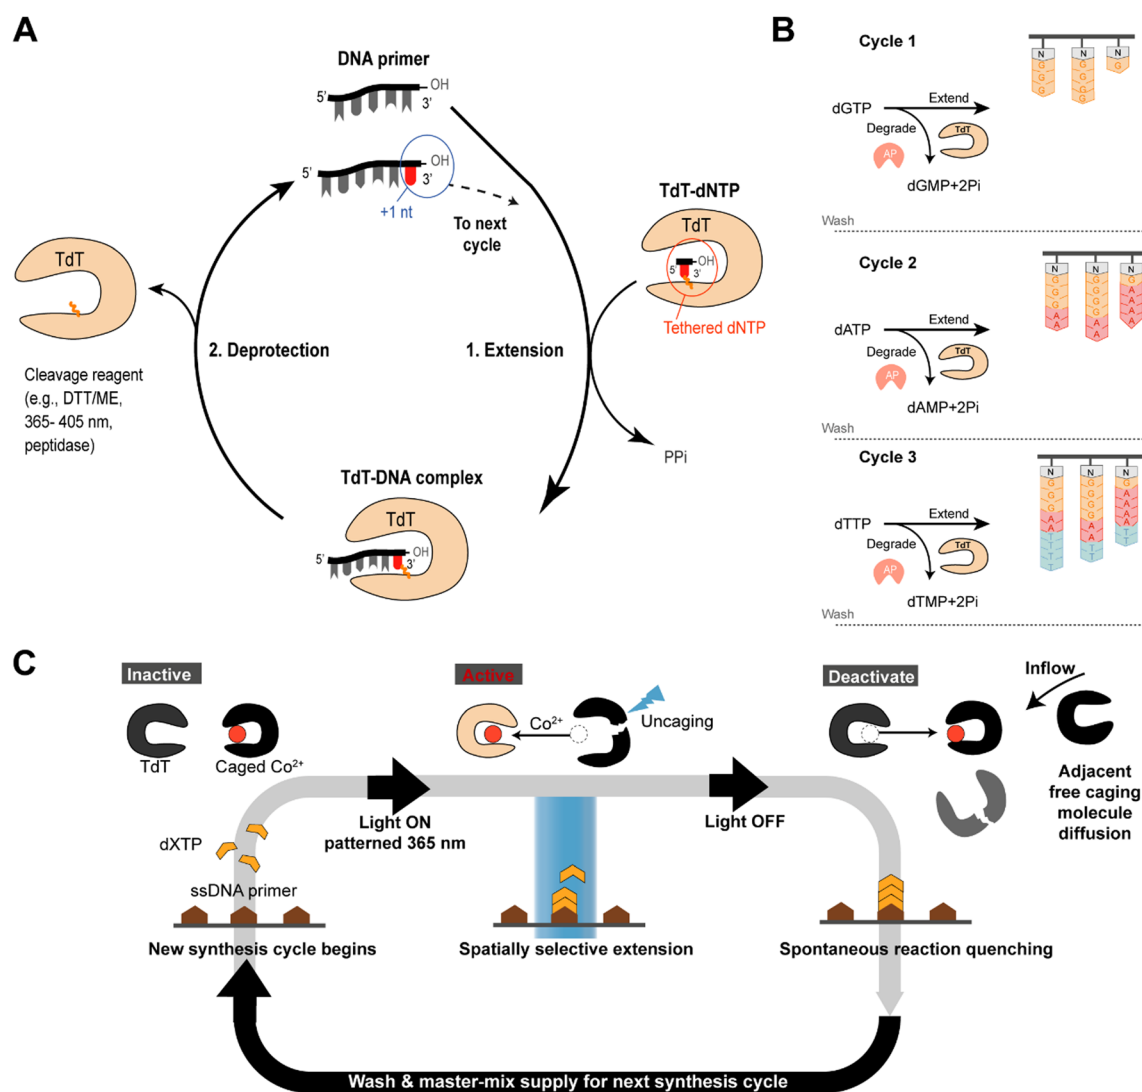 A
DNA primer
5'
OH
3'
5'
OH
3'
+1 nt
To next
cycle
TdT-dNTP
TdT
5'
OH
3'
Tethered dNTP
TdT
2. Deprotection
1. Extension
Cleavage reagent
(e.g., DTT/ME,
365- 405 nm,
peptidase)
PPi
TdT-DNA complex
TdT
5'
OH
3'
B
Cycle 1
dGTP
Extend
Degrade
TdT
AP
dGMP+2Pi
N
G
G
G
N
G
G
G
G
N
G
Wash
Cycle 2
dATP
Extend
Degrade
TdT
AP
dAMP+2Pi
N
G
G
G
A
A
N
G
G
G
G
A
A
N
G
A
A
A
A
Wash
Cycle 3
dTTP
Extend
Degrade
TdT
AP
dTMP+2Pi
N
G
G
G
A
A
T
T
T
N
G
G
G
G
A
A
T
T
N
G
A
A
A
A
T
T
Wash
C
Inactive
TdT
Caged Co²⁺
Active
Co²⁺
Uncaging
Deactivate
Inflow
Adjacent
free caging
molecule
diffusion
Light ON
patterned 365 nm
Light OFF
dXTP
ssDNA primer
New synthesis cycle begins
Spatially selective extension
Spontaneous reaction quenching
Wash & master-mix supply for next synthesis cycle